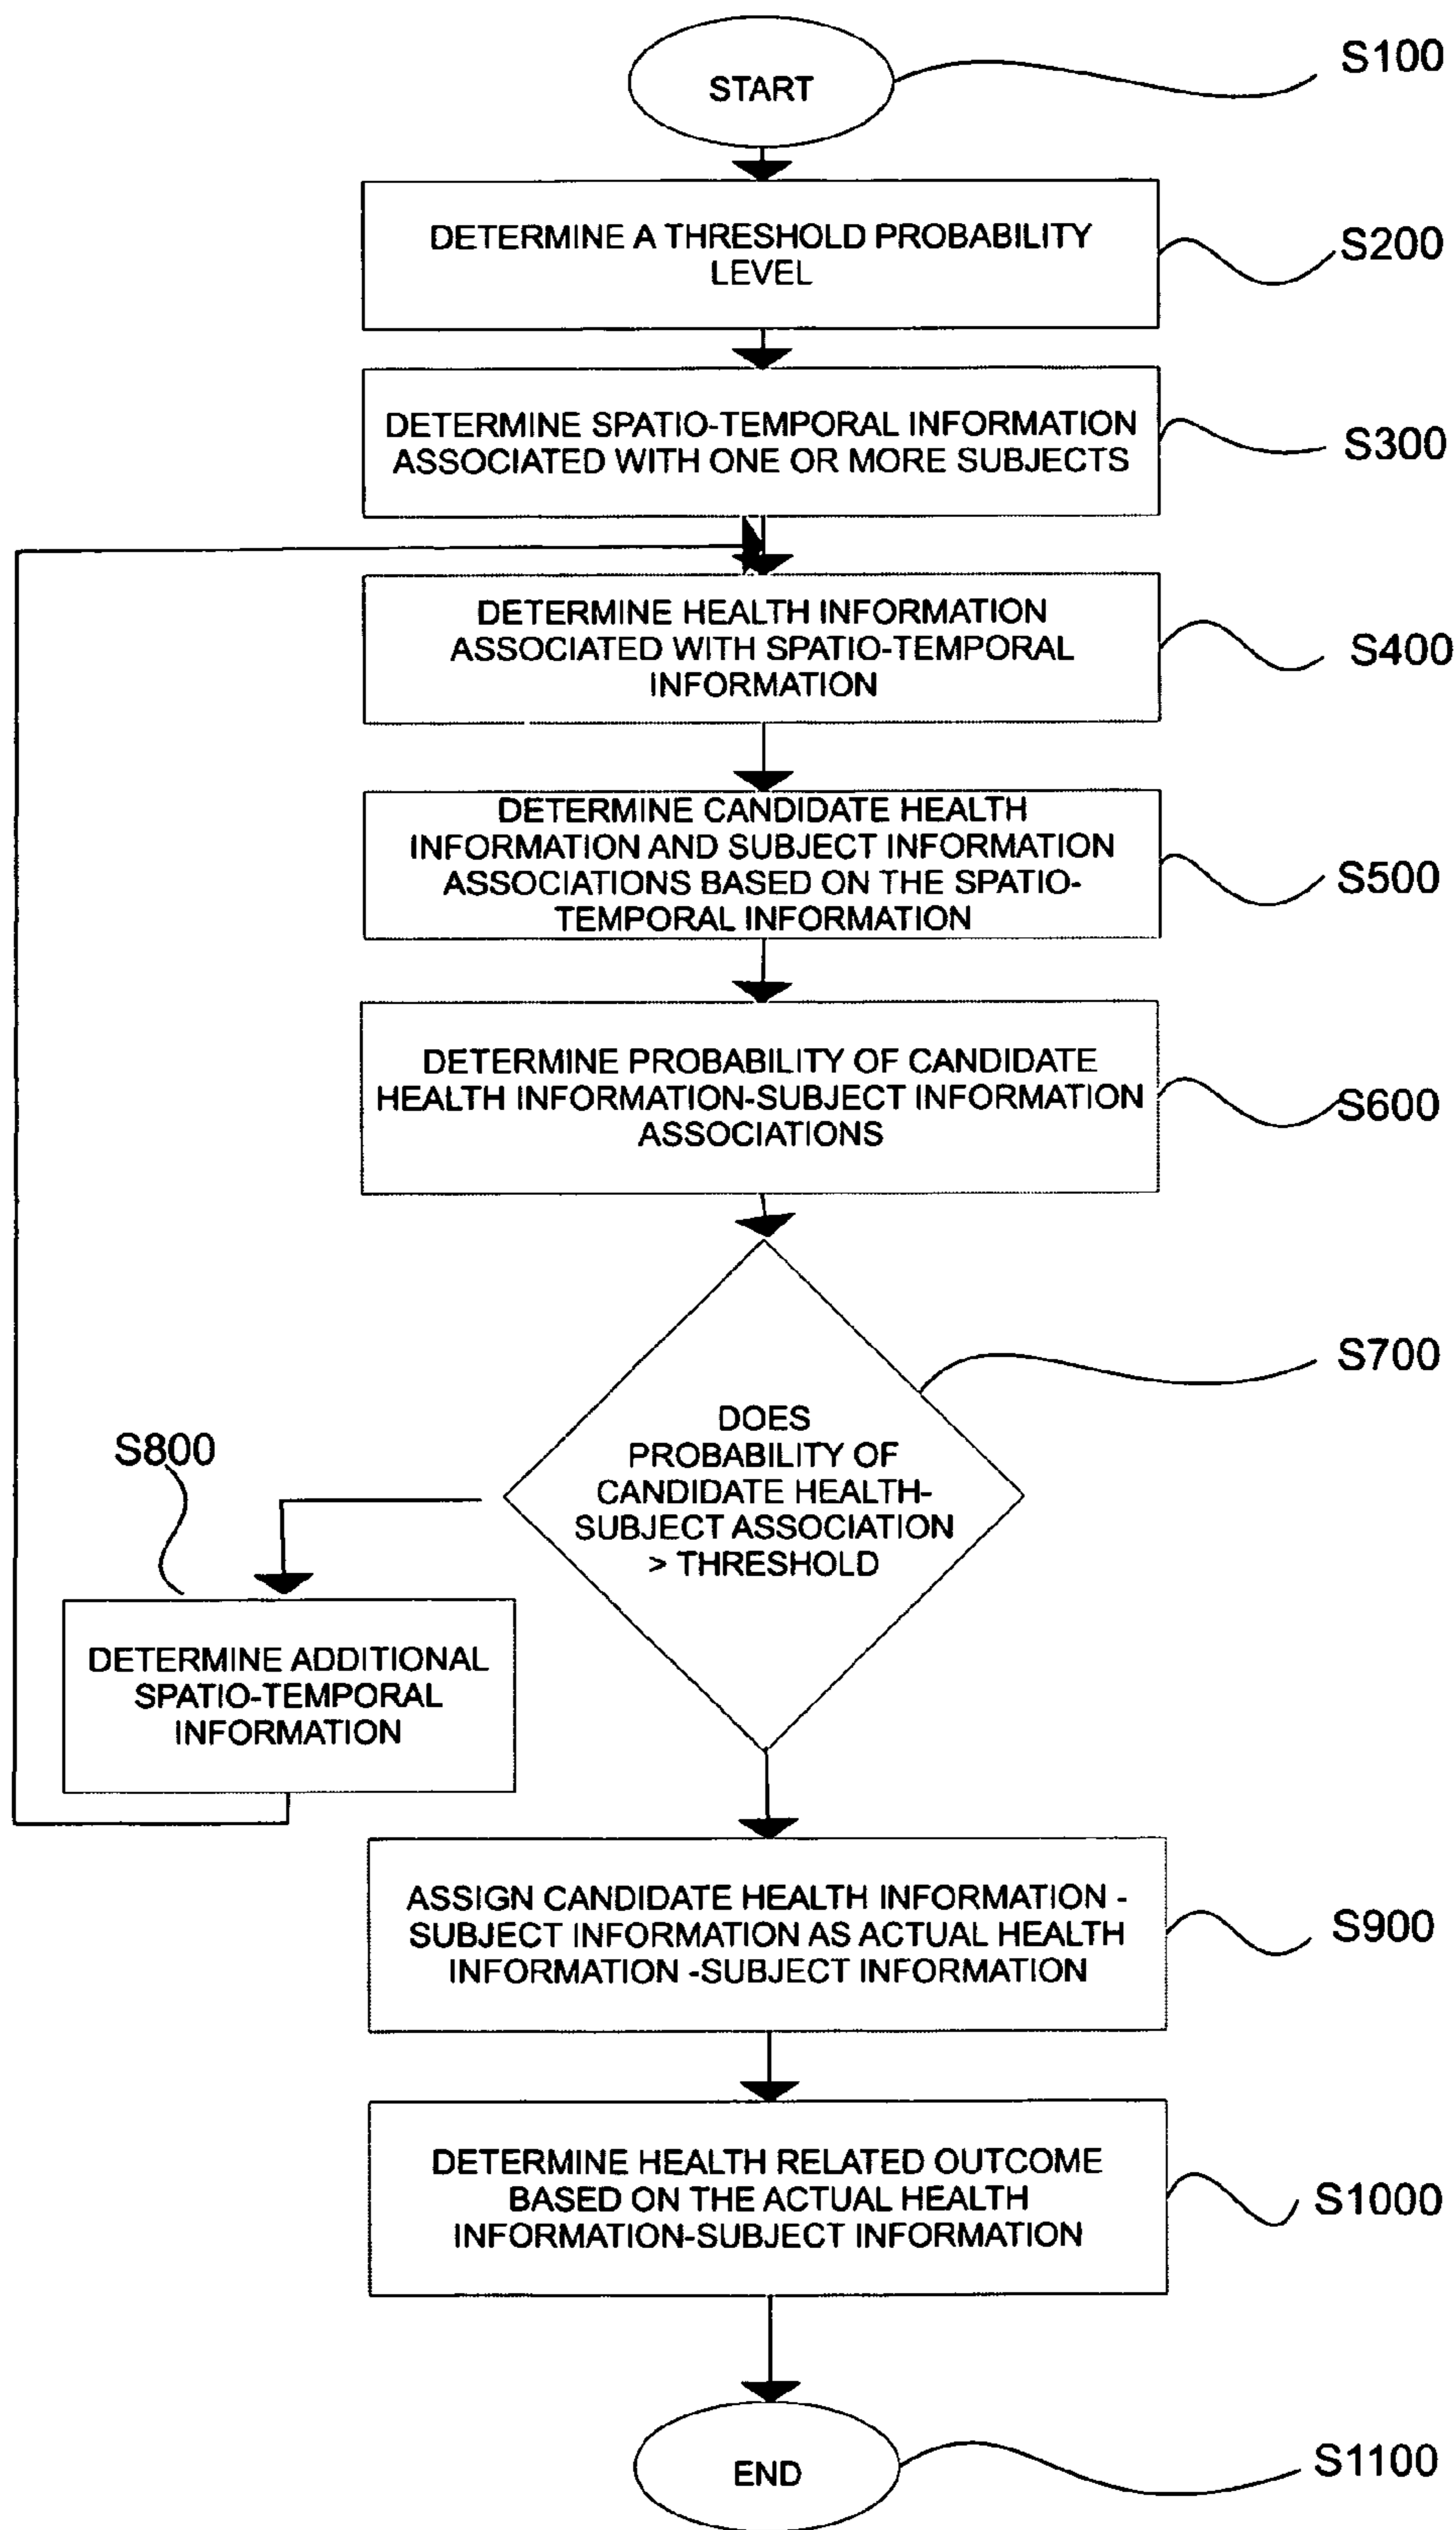 START
S100
DETERMINE A THRESHOLD PROBABILITY
LEVEL
S200
DETERMINE SPATIO-TEMPORAL INFORMATION
ASSOCIATED WITH ONE OR MORE SUBJECTS
S300
DETERMINE HEALTH INFORMATION
ASSOCIATED WITH SPATIO-TEMPORAL
INFORMATION
S400
DETERMINE CANDIDATE HEALTH
INFORMATION AND SUBJECT INFORMATION
ASSOCIATIONS BASED ON THE SPATIO-
TEMPORAL INFORMATION
S500
DETERMINE PROBABILITY OF CANDIDATE
HEALTH INFORMATION-SUBJECT INFORMATION
ASSOCIATIONS
S600
DOES
PROBABILITY OF
CANDIDATE HEALTH-
SUBJECT ASSOCIATION
> THRESHOLD
S700
S800
DETERMINE ADDITIONAL
SPATIO-TEMPORAL
INFORMATION
ASSIGN CANDIDATE HEALTH INFORMATION -
SUBJECT INFORMATION AS ACTUAL HEALTH
INFORMATION -SUBJECT INFORMATION
S900
DETERMINE HEALTH RELATED OUTCOME
BASED ON THE ACTUAL HEALTH
INFORMATION-SUBJECT INFORMATION
S1000
END
S1100